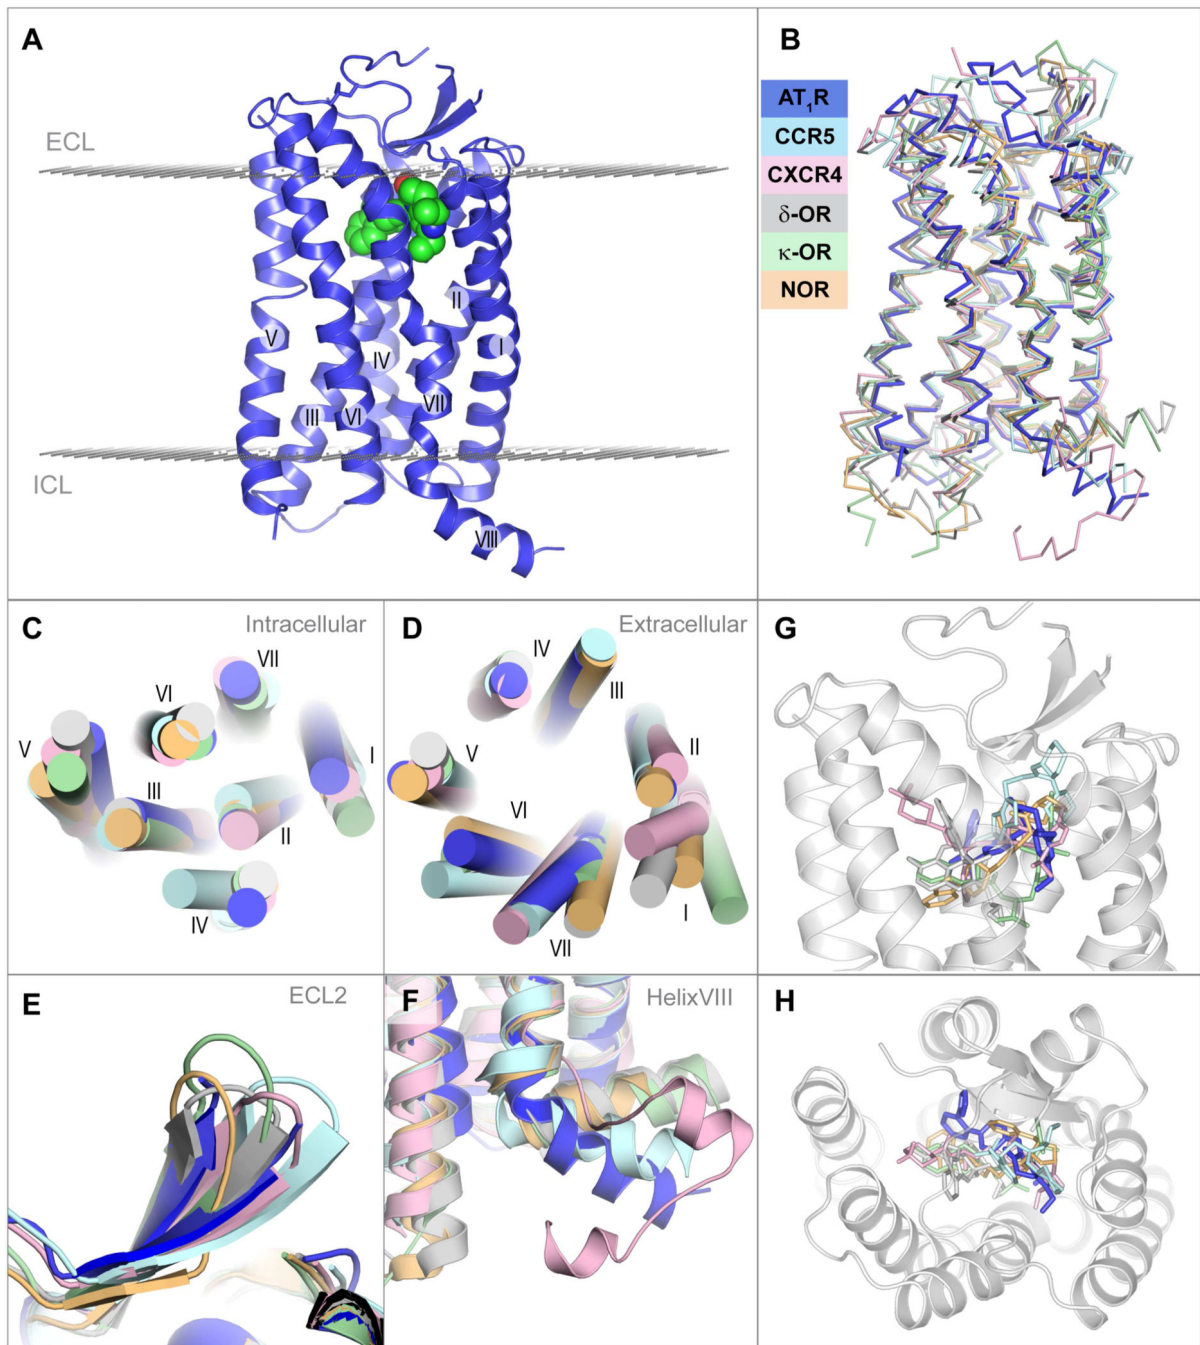 A
ECL
ICL
V
III
VI
IV
VII
II
I
VIII
B
AT₁R
CCR5
CXCR4
δ-OR
κ-OR
NOR
C
Intracellular
VII
VI
V
I
III
II
IV
D
Extracellular
IV
III
II
V
VI
I
VII
G
E
ECL2
F
HelixVIII
H